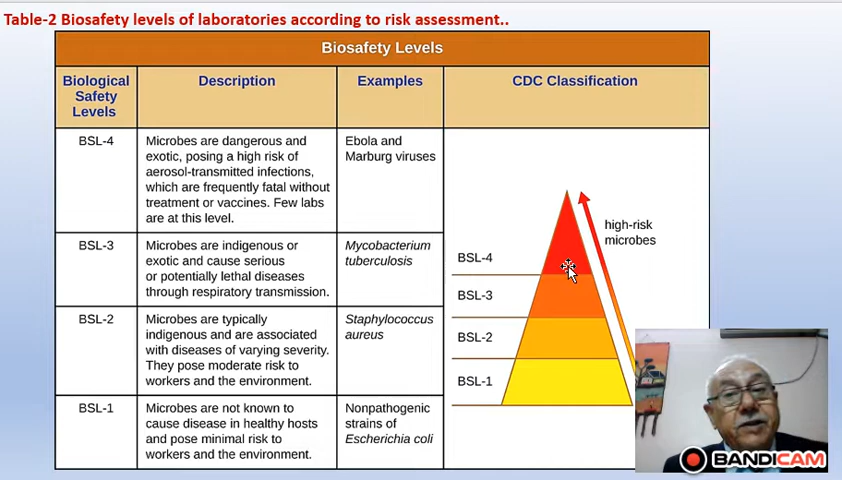 Table-2 Biosafety levels of laboratories according to risk assessment..
Biosafety Levels
Biological
Safety
Levels
Description
Examples
CDC Classification
BSL-4
Microbes are dangerous and
exotic, posing a high risk of
aerosol-transmitted infections,
which are frequently fatal without
treatment or vaccines. Few labs
are at this level.
Ebola and
Marburg viruses
BSL-3
Microbes are indigenous or
exotic and cause serious
or potentially lethal diseases
through respiratory transmission.
Mycobacterium
tuberculosis
BSL-2
Microbes are typically
indigenous and are associated
with diseases of varying severity.
They pose moderate risk to
workers and the environment.
Staphylococcus
aureus
BSL-1
Microbes are not known to
cause disease in healthy hosts
and pose minimal risk to
workers and the environment.
Nonpathogenic
strains of
Escherichia coli
high-risk
microbes
BSL-4
BSL-3
BSL-2
BSL-1
BANDICAM